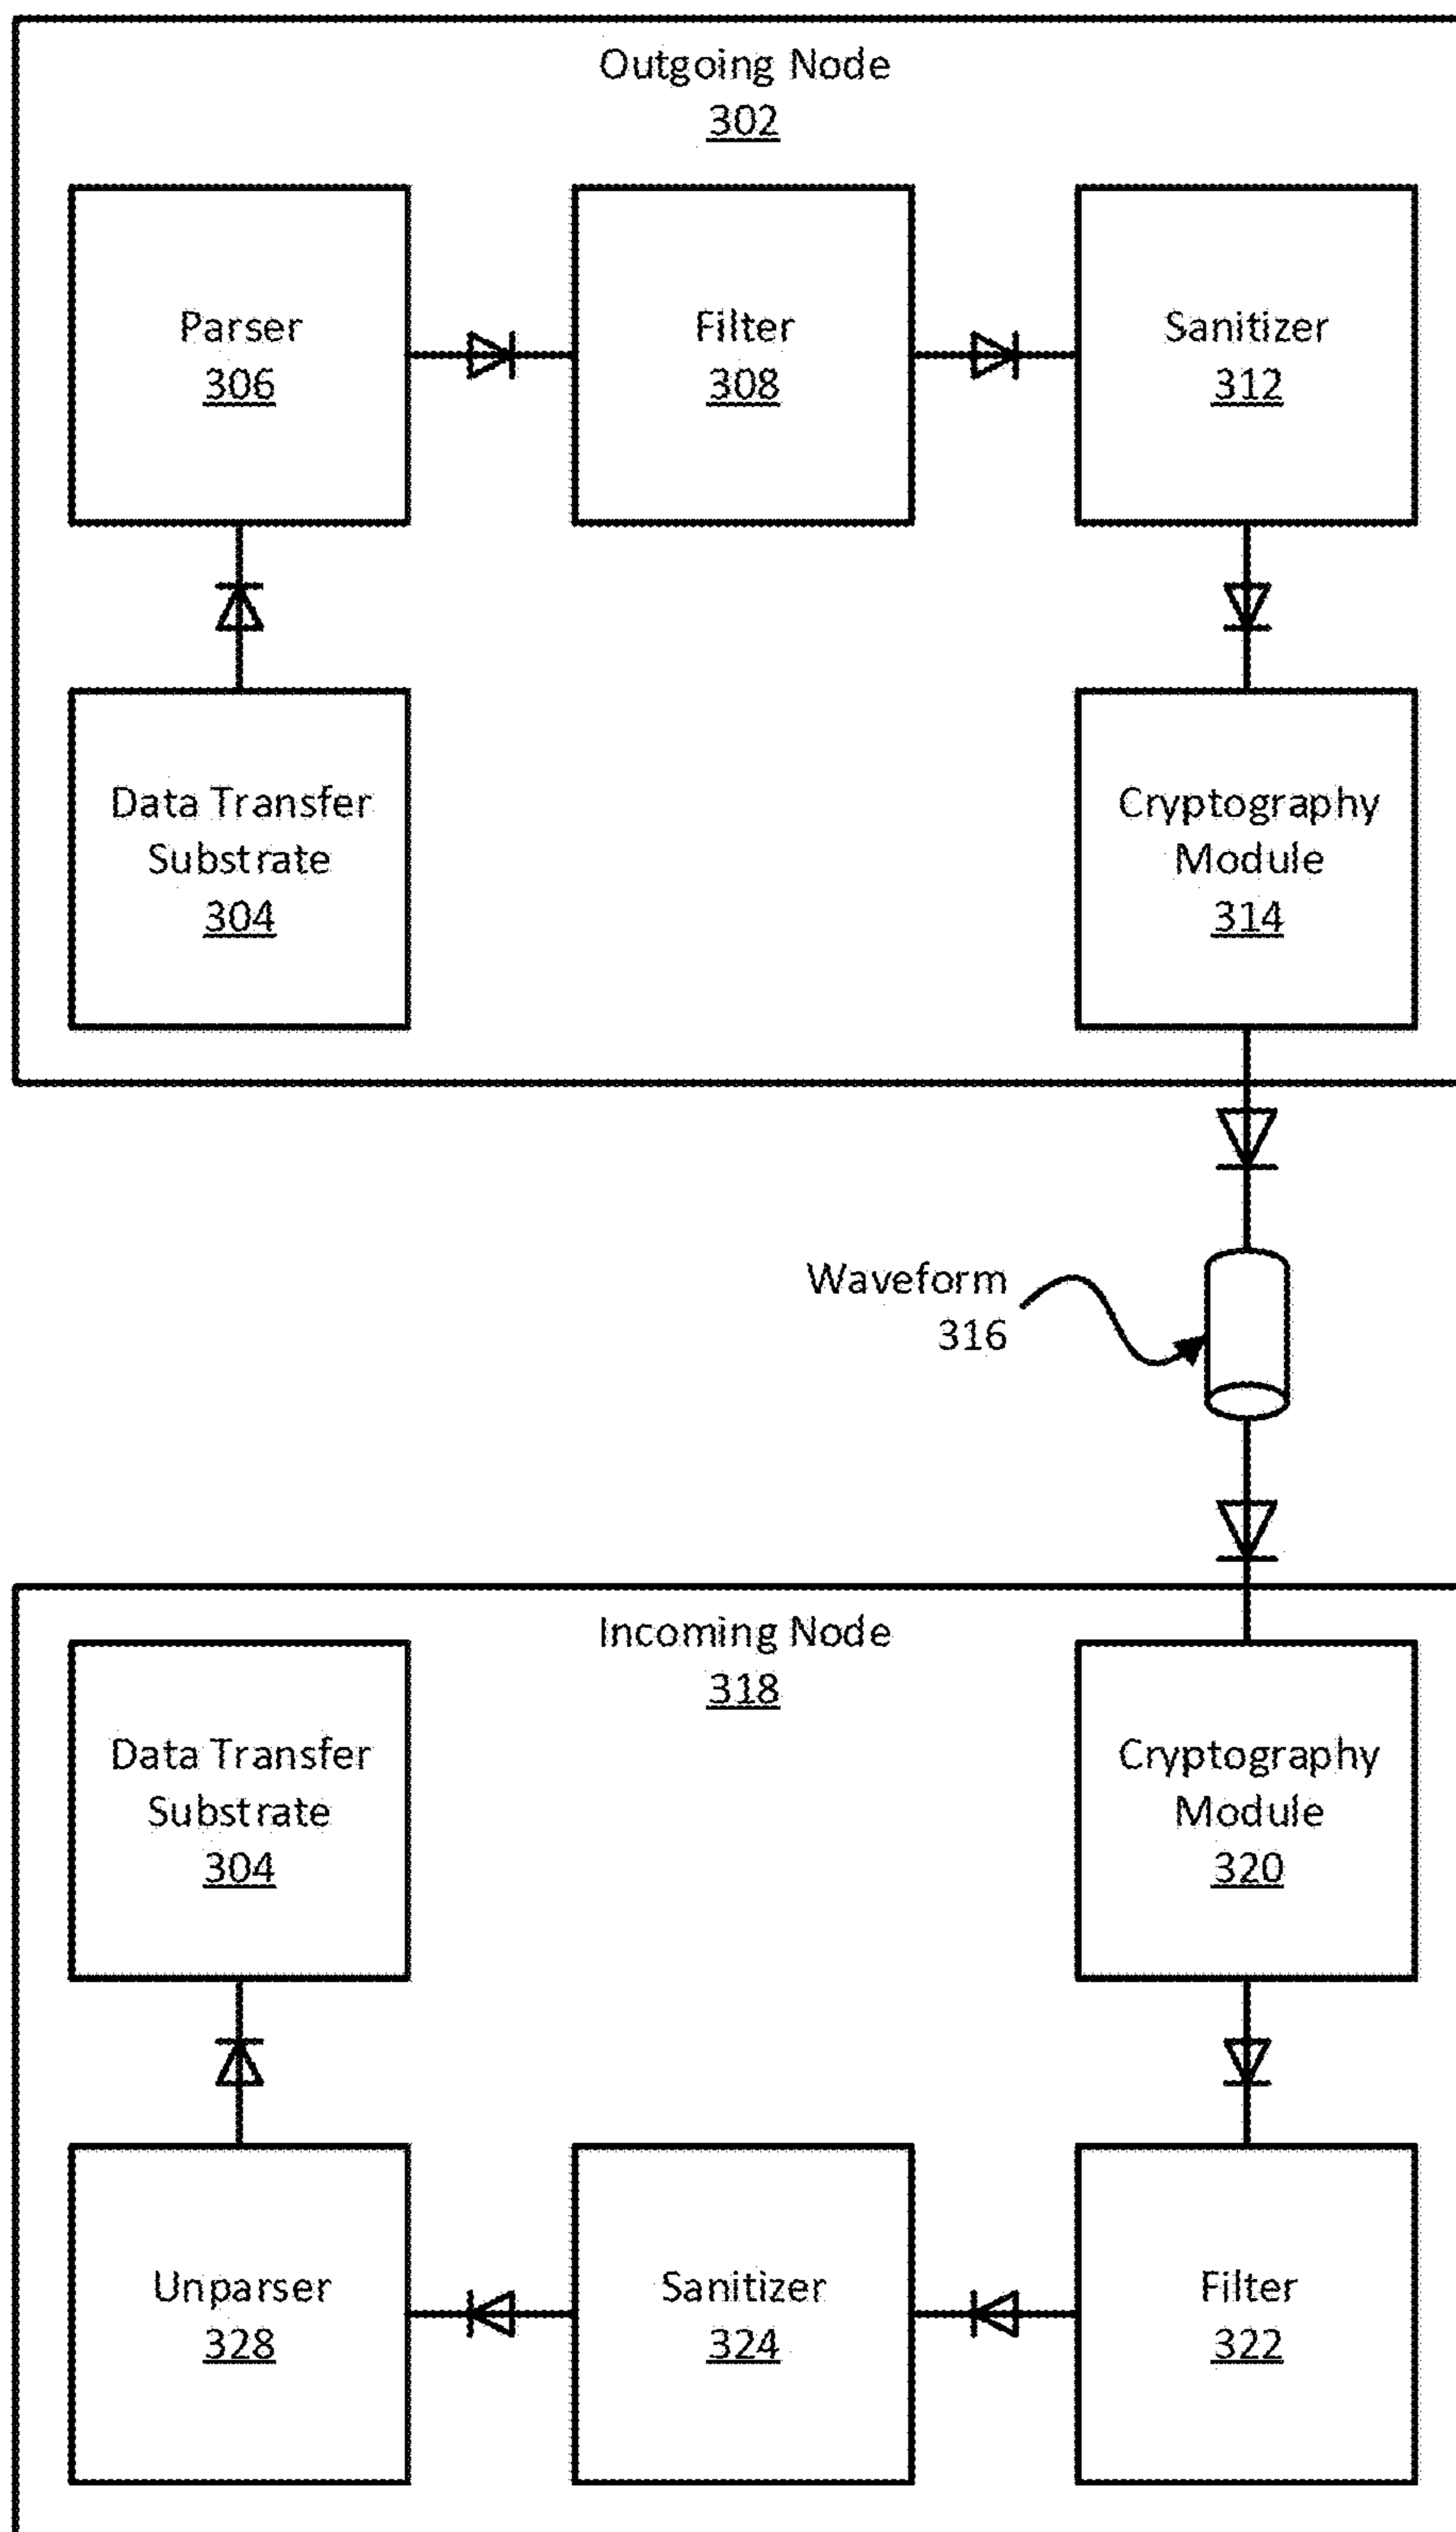 Outgoing Node
302
Parser
306
Filter
308
Sanitizer
312
Data Transfer
Substrate
304
Cryptography
Module
314
Waveform
316
Incoming Node
318
Data Transfer
Substrate
304
Cryptography
Module
320
Unparser
328
Sanitizer
324
Filter
322